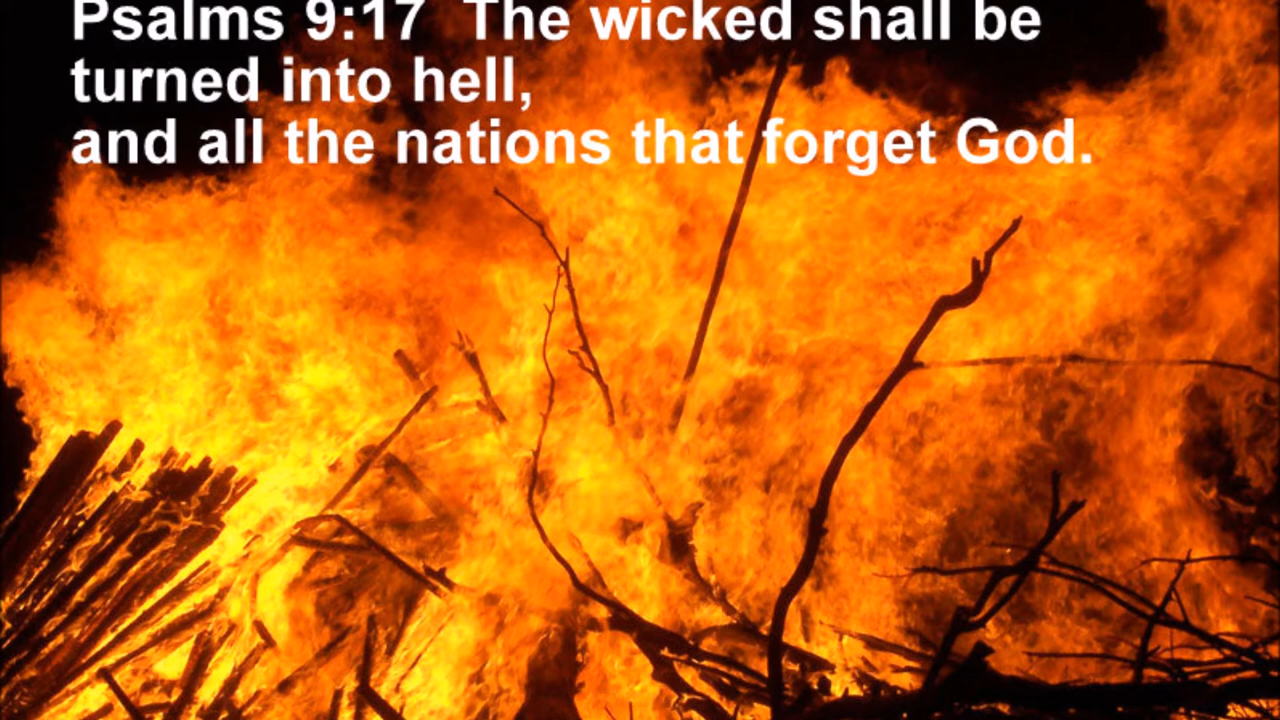 Psalms 9:17  The wicked shall be
turned into hell,
and all the nations that forget God.